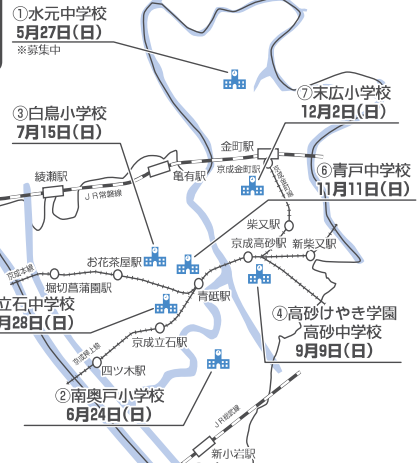 ①水元中学校
5月27日(日)
※募集中
⑦末広小学校
12月2日(日)
③白鳥小学校
7月15日(日)
金町駅
京成金町駅
京成金町線
亀有駅
綾瀬駅
JR常磐線
⑥青戸中学校
11月11日(日)
柴又駅
京成高砂駅
新柴又駅
お花茶屋駅
京成本線
堀切菖蒲園駅
青砥駅
立石中学校
月28日(日)
④高砂けやき学園
高砂中学校
9月9日(日)
京成立石駅
京成押上線
四ツ木駅
②南奥戸小学校
6月24日(日)
JR総武線
新小岩駅